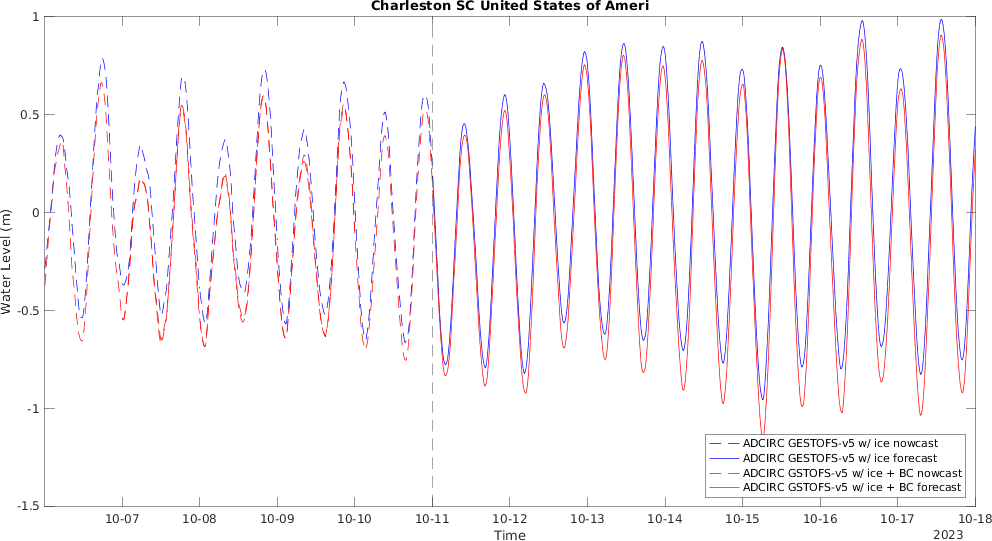 Charleston SC United States of Ameri
1
0.5
0
-0.5
-1
-1.5
Water Level (m)
ADCIRC GESTOFS-v5 w/ ice nowcast
ADCIRC GESTOFS-v5 w/ ice forecast
ADCIRC GSTOFS-v5 w/ ice + BC nowcast
ADCIRC GSTOFS-v5 w/ ice + BC forecast
10-07 10-08 10-09 10-10 10-11 10-12 10-13 10-14 10-15 10-16 10-17 10-18
Time
2023